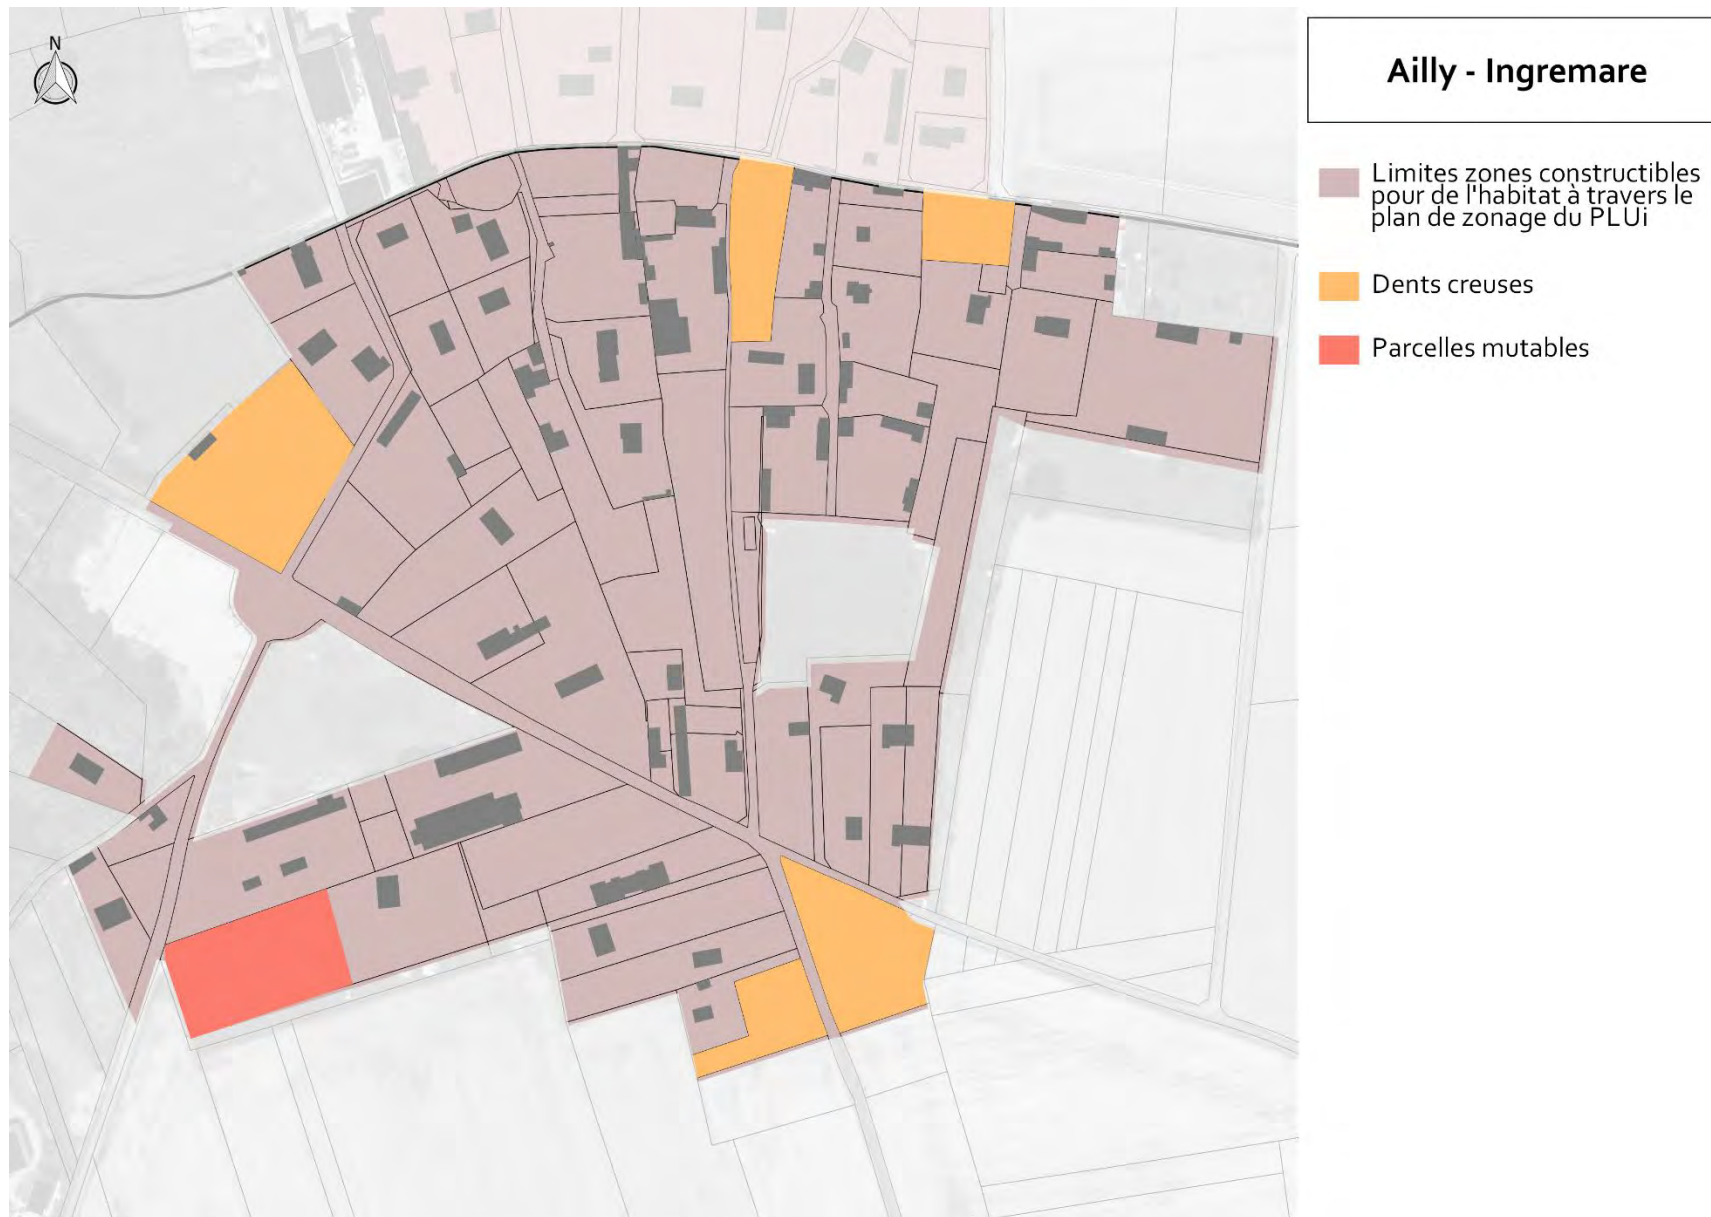 N
Ailly - Ingremare
Limites zones constructibles
pour de l'habitat à travers le
plan de zonage du PLUi
Dents creuses
Parcelles mutables